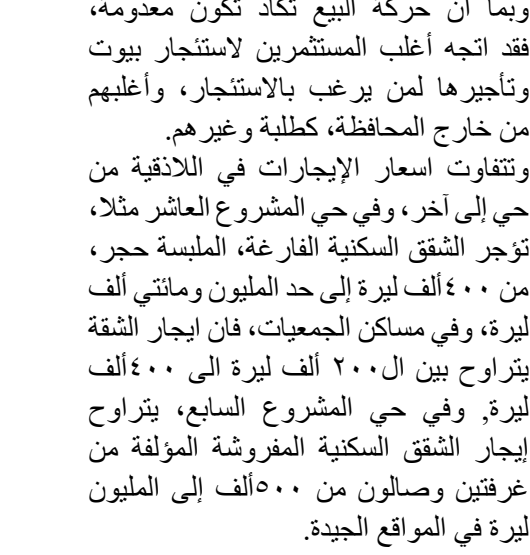 وبما ان حركة البيع تكاد تكون معدومة،
فقد اتجه أغلب المستثمرين لاستئجار بيوت
وتأجيرها لمن يرغب بالاستئجار، وأغلبهم
من خارج المحافظة، كطلبة وغيرهم.
وتتفاوت اسعار الإيجارات في اللاذقية من
حي إلى آخر، وفي حي المشروع العاشر مثلا،
تؤجر الشقق السكنية الفارغة، الملبسة حجر،
من ٤٠٠ألف ليرة إلى حد المليون ومائتي ألف
ليرة، وفي مساكن الجمعيات، فان ايجار الشقة
يتراوح بين ال٢٠٠ ألف ليرة الى ٤٠٠ألف
ليرة, وفي حي المشروع السابع، يتراوح
إيجار الشقق السكنية المفروشة المؤلفة من
غرفتين وصالون من ٥٠٠ألف إلى المليون
ليرة في المواقع الجيدة.